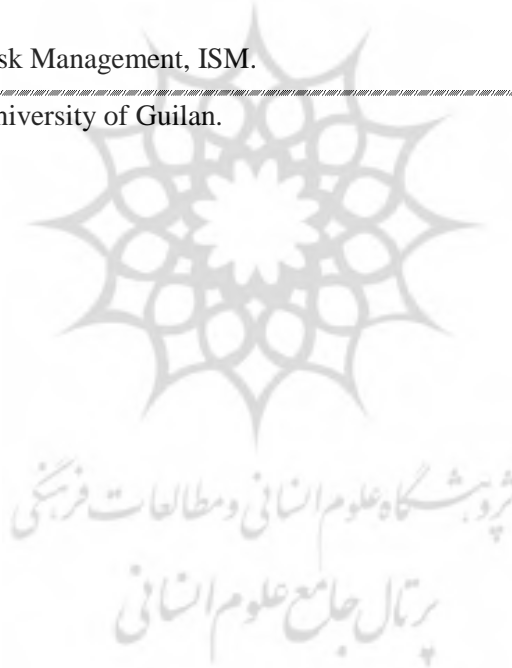 sk Management, ISM.
niversity of Guilan.
پژوهشگاه علوم انسانی و مطالعات فرهنگی
پرتال جامع علوم انسانی